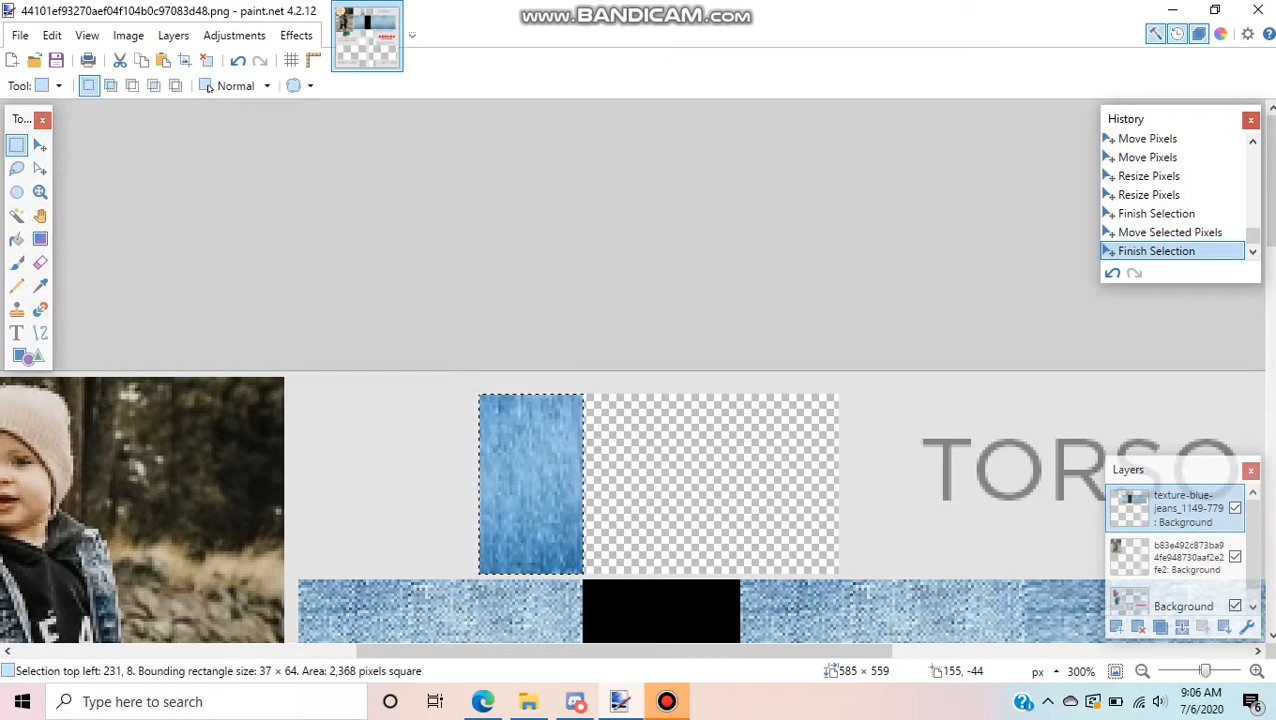 44101ef93270aef04f104b0c97083d48.png - paint.net 4.2.12
www.BANDICAM.com
File Edit View Image Layers Adjustments Effects
Tool: Normal
To...
History
Move Pixels
Move Pixels
Resize Pixels
Resize Pixels
Finish Selection
Move Selected Pixels
Finish Selection
TORSO
Layers
texture-blue-
jeans_1149-779
: Background
b83e492c873ba9
4fe948730aaf2e2
fe2: Background
Background
Selection top left: 231, 8. Bounding rectangle size: 37 × 64. Area: 2,368 pixels square
585 × 559
155, -44
px
300%
Type here to search
9:06 AM
7/6/2020
6